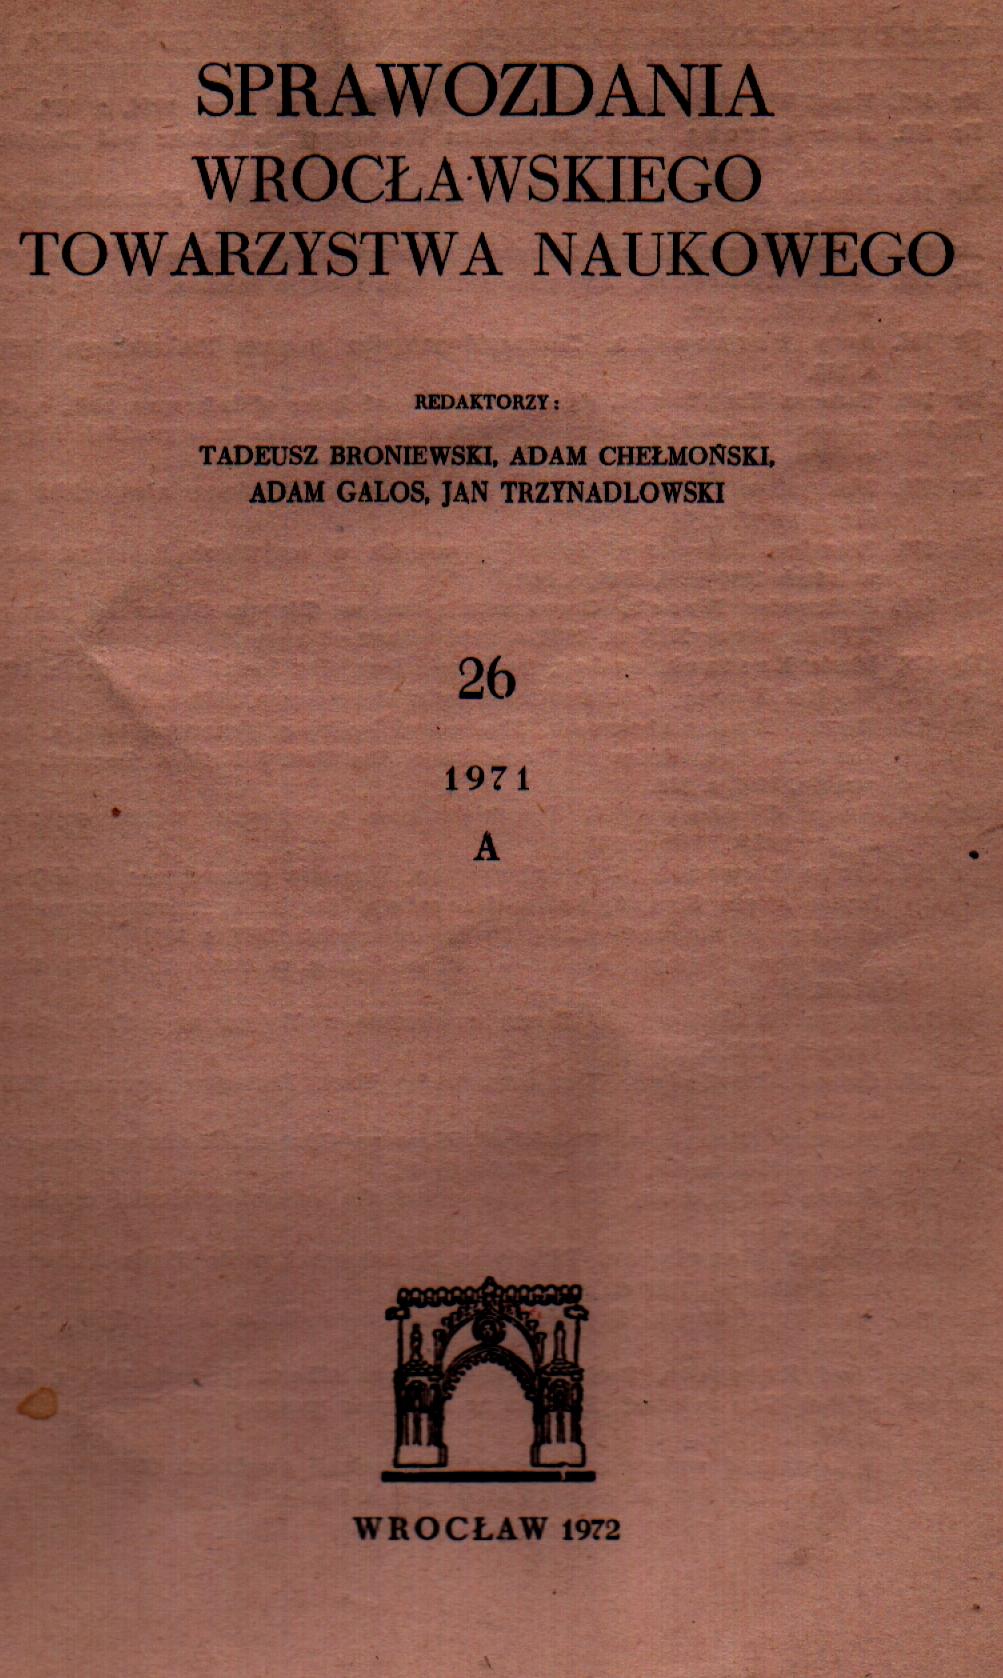 SPRAWOZDANIA
WROCŁAWSKIEGO
TOWARZYSTWA NAUKOWEGO
REDAKTORZY:
TADEUSZ BRONIEWSKI, ADAM CHEŁMOŃSKI,
ADAM GALOS, JAN TRZYNADLOWSKI
26
1971
A
WROCŁAW 1972